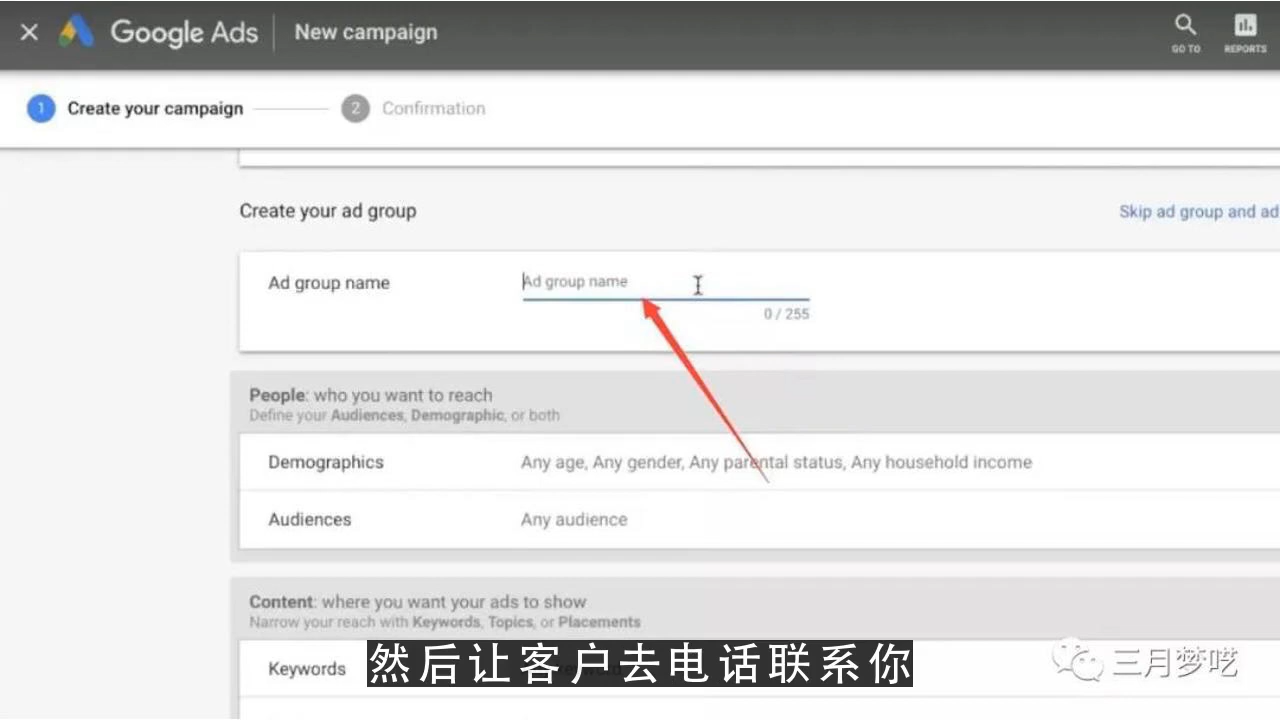 Google Ads New campaign
GO TO REPORTS
1 Create your campaign 2 Confirmation
Create your ad group Skip ad group and ad
Ad group name Ad group name
0 / 255
People: who you want to reach
Define your Audiences, Demographic, or both
Demographics Any age, Any gender, Any parental status, Any household income
Audiences Any audience
Content: where you want your ads to show
Narrow your reach with Keywords, Topics, or Placements
Keywords
然后让客户去电话联系你
三月梦呓